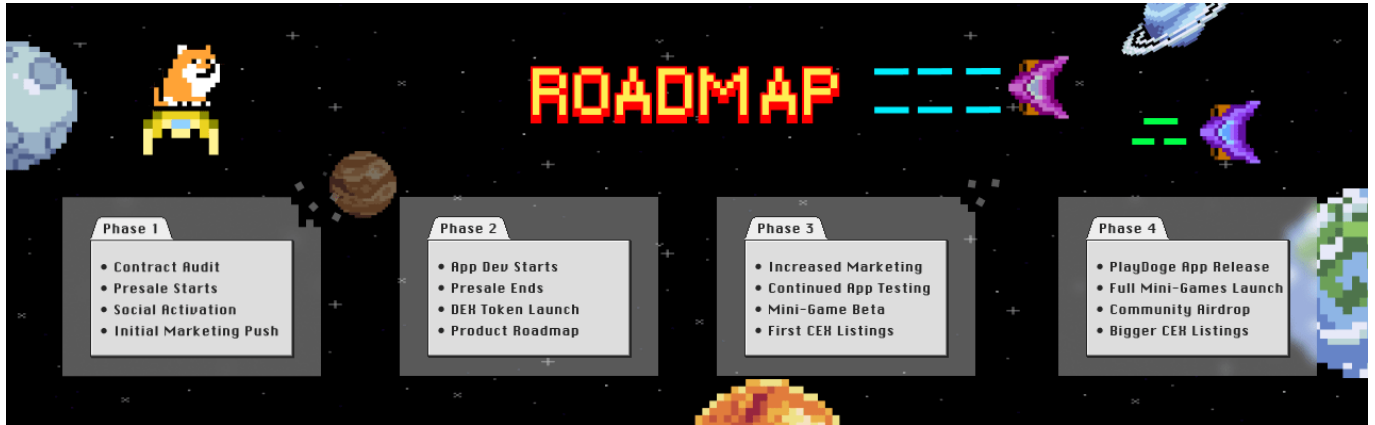 ROADMAP
Phase 1
• Contract Audit
• Presale Starts
• Social Activation
• Initial Marketing Push
Phase 2
• App Dev Starts
• Presale Ends
• DEX Token Launch
• Product Roadmap
Phase 3
• Increased Marketing
• Continued App Testing
• Mini-Game Beta
• First CEX Listings
Phase 4
• PlayDoge App Release
• Full Mini-Games Launch
• Community Airdrop
• Bigger CEX Listings